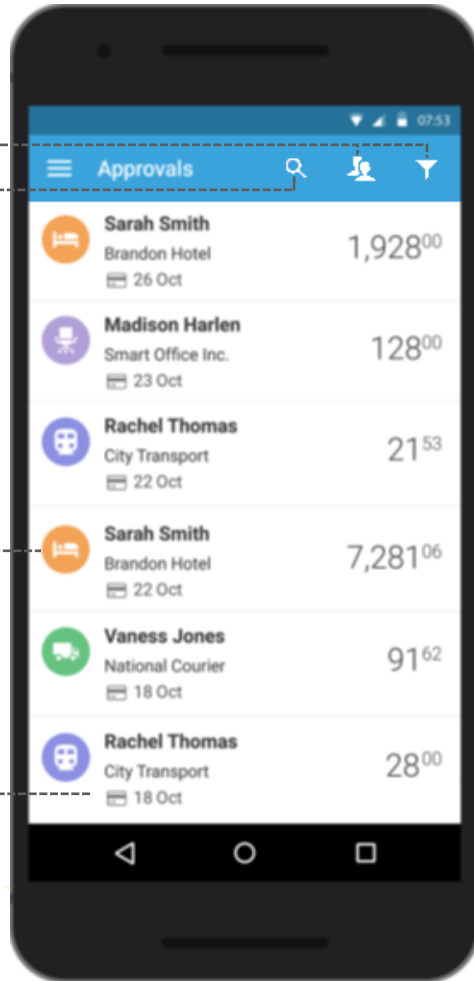 07:53
Approvals
Sarah Smith
Brandon Hotel
1,92800
26 Oct
Madison Harlen
Smart Office Inc.
12800
23 Oct
Rachel Thomas
City Transport
2153
22 Oct
Sarah Smith
Brandon Hotel
7,28106
22 Oct
Vaness Jones
National Courier
9162
18 Oct
Rachel Thomas
City Transport
2800
18 Oct